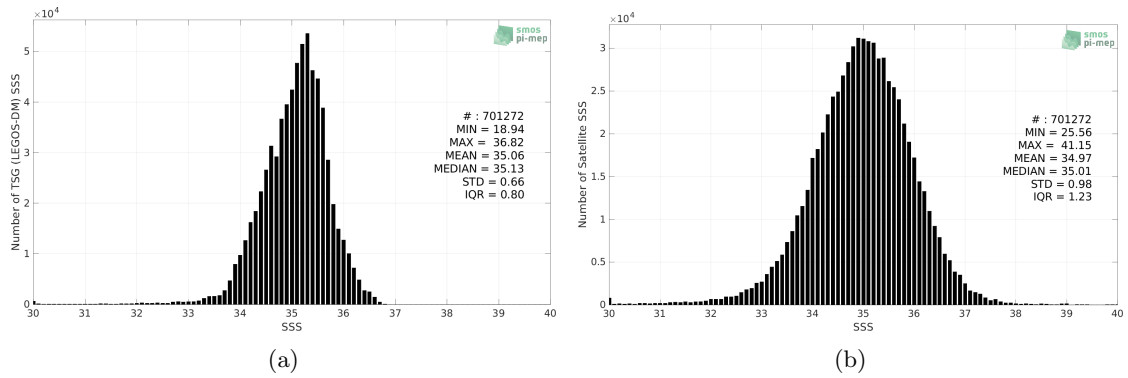 ×10⁴
smos
pi-mep
5
4
3
2
1
0
Number of TSG (LEGOS-DM) SSS
# : 701272
MIN = 18.94
MAX = 36.82
MEAN = 35.06
MEDIAN = 35.13
STD = 0.66
IQR = 0.80
30 31 32 33 34 35 36 37 38 39 40
SSS
(a)
×10⁴
smos
pi-mep
3
2.5
2
1.5
1
0.5
0
Number of Satellite SSS
# : 701272
MIN = 25.56
MAX = 41.15
MEAN = 34.97
MEDIAN = 35.01
STD = 0.98
IQR = 1.23
30 31 32 33 34 35 36 37 38 39 40
SSS
(b)